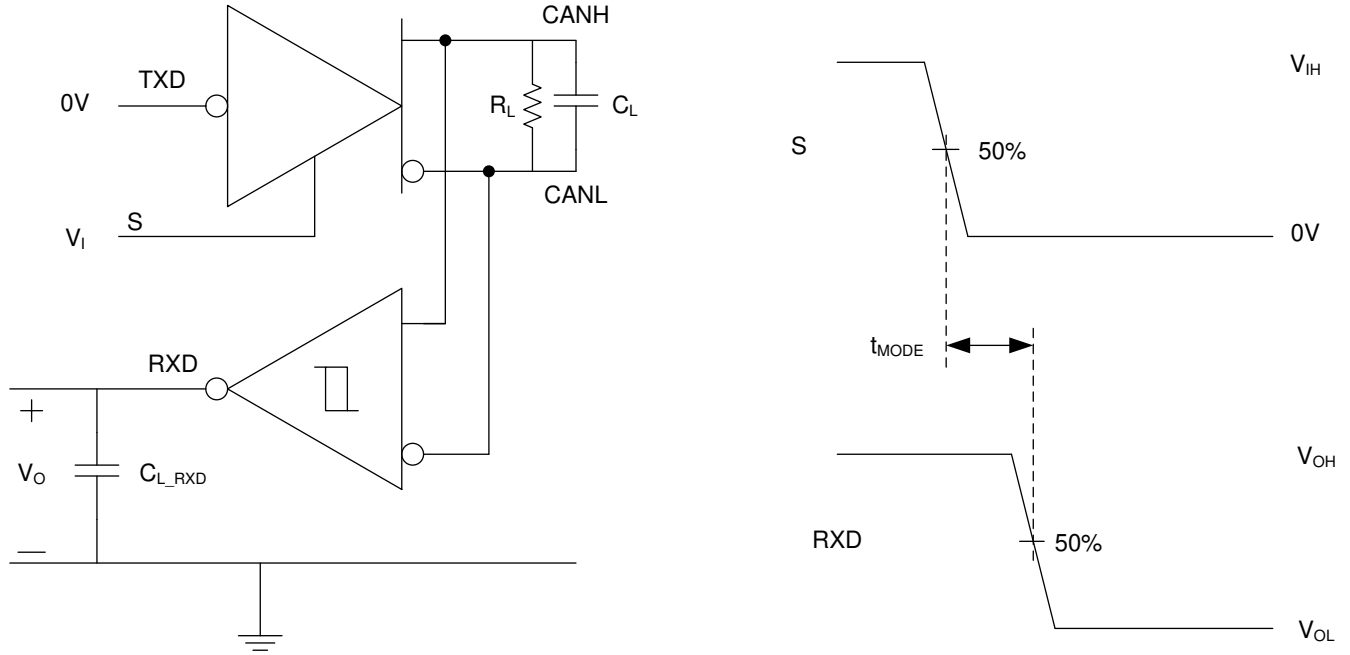 CANH
TXD
0V
R_L
C_L
S
V_I
CANL
RXD
+
V_O
C_L_RXD
—
V_IH
S
50%
0V
t_MODE
V_OH
RXD
50%
V_OL